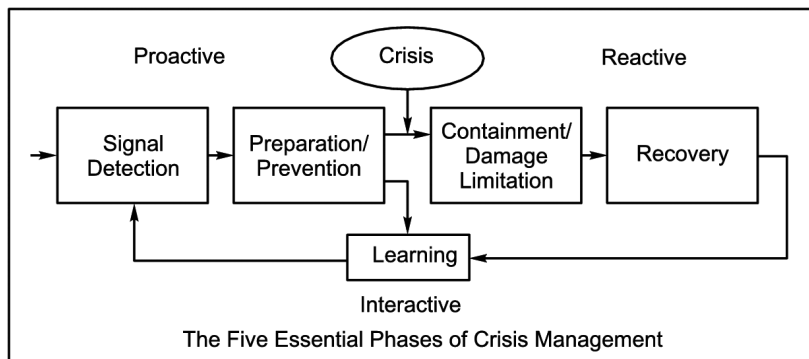 Proactive
Crisis
Reactive
Signal
Detection
Preparation/
Prevention
Containment/
Damage
Limitation
Recovery
Learning
Interactive
The Five Essential Phases of Crisis Management